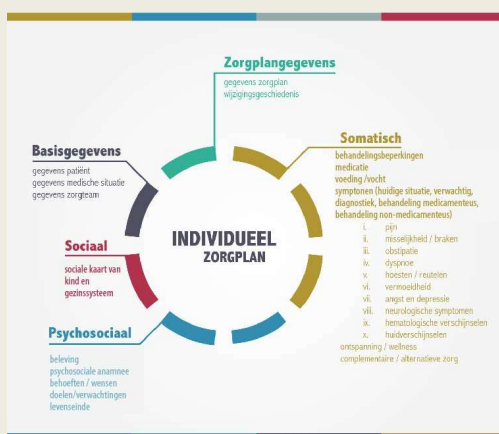 Zorgplangegevens
gegevens zorgplan
wijzigingsgeschiedenis
Basisgegevens
gegevens patiënt
gegevens medische situatie
gegevens zorgteam
Sociaal
sociale kaart van
kind en
gezinssysteem
Psychosociaal
beleving
psychosociale anamnee
behoeften / wensen
doelen/verwachtingen
levenseinde
INDIVIDUEEL
ZORGPLAN
Somatisch
behandelingsbeperkingen
medicatie
voeding /vocht
symptonen (huidige situatie, verwachtig,
diagnostiek, behandeling medicamenteus,
behandeling non-medicamenteus)
i. pijn
ii. misselijkheid / braken
iii. obstipatie
iv. dyspnoe
v. hoesten / reutelen
vi. vermoeidheid
vii. angst en depressie
viii. neurologische symptomen
ix. hematologische verschijnselen
x. huidverschijnselen
ontspanning / wellness
complementaire / alternatieve zorg